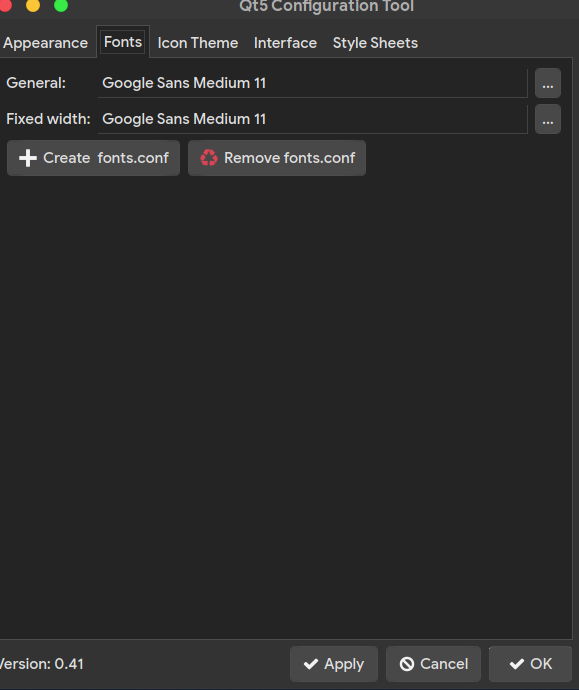 Qt5 Configuration Tool
Appearance Fonts Icon Theme Interface Style Sheets
General: Google Sans Medium 11 ...
Fixed width: Google Sans Medium 11 ...
Create fonts.conf Remove fonts.conf
Version: 0.41 Apply Cancel OK